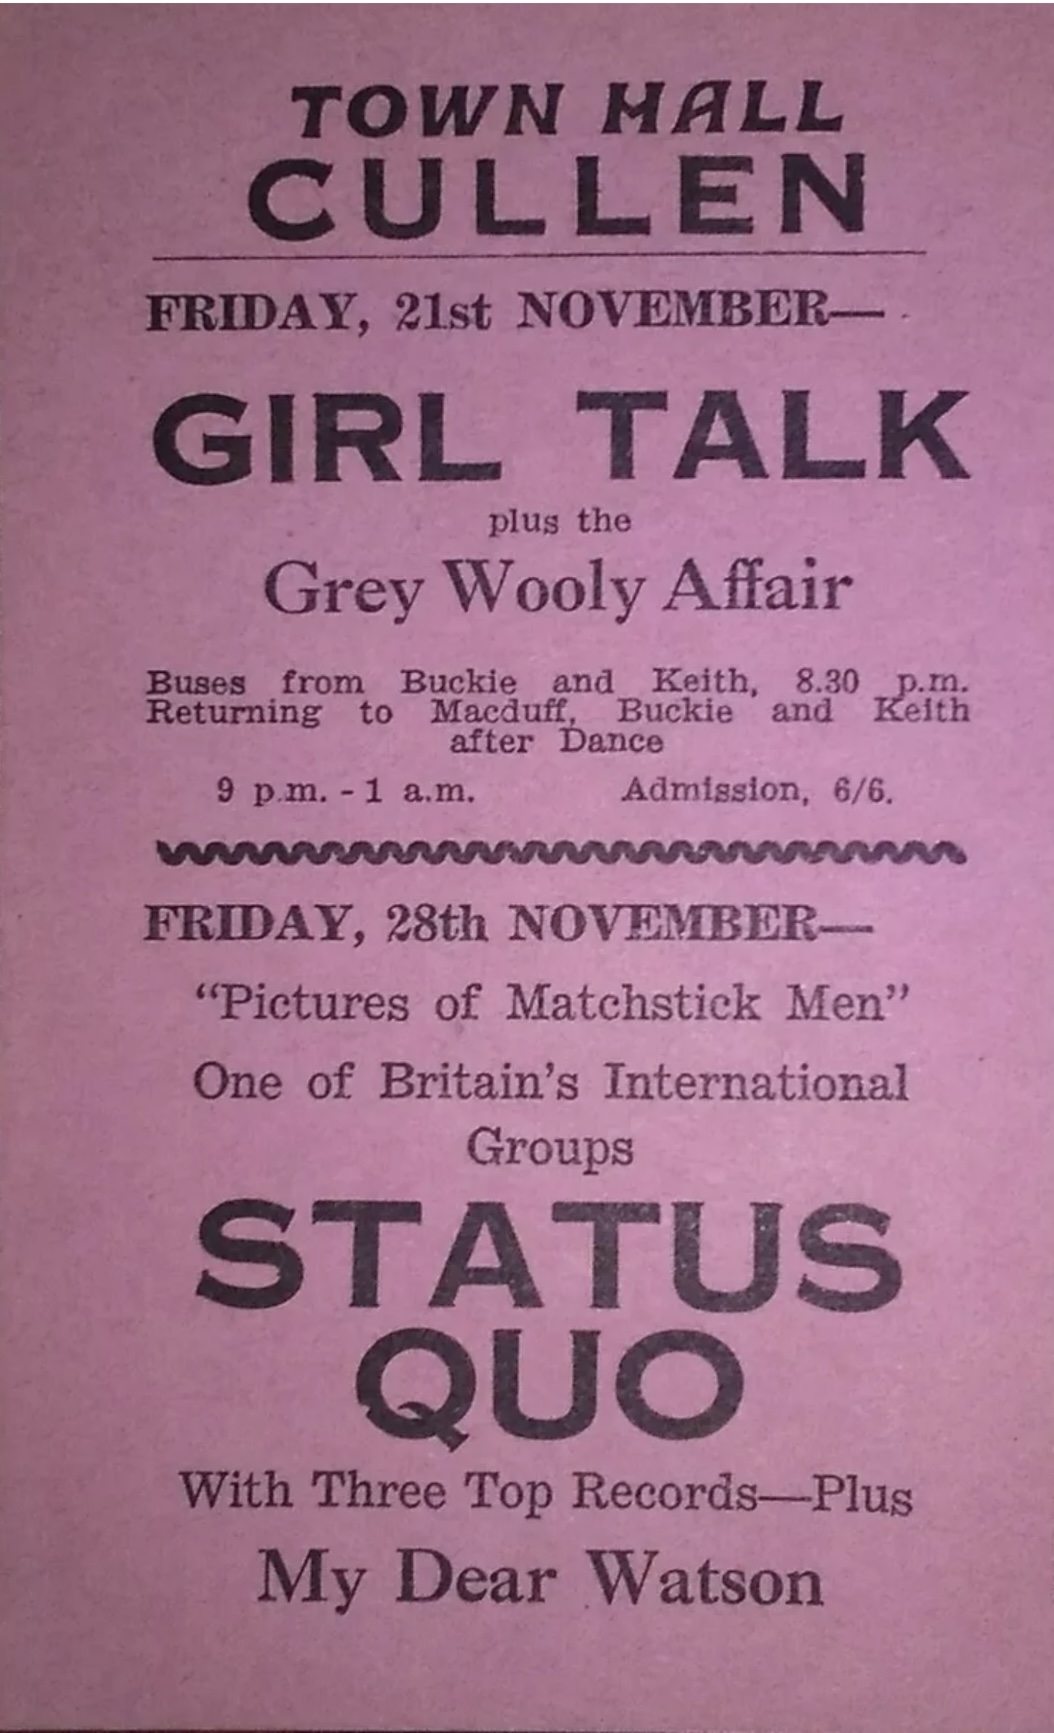 TOWN HALL
CULLEN
FRIDAY, 21st NOVEMBER—
GIRL TALK
plus the
Grey Wooly Affair
Buses from Buckie and Keith, 8.30 p.m.
Returning to Macduff, Buckie and Keith
after Dance
9 p.m. - 1 a.m. Admission, 6/6.
FRIDAY, 28th NOVEMBER—
"Pictures of Matchstick Men"
One of Britain's International
Groups
STATUS
QUO
With Three Top Records—Plus
My Dear Watson